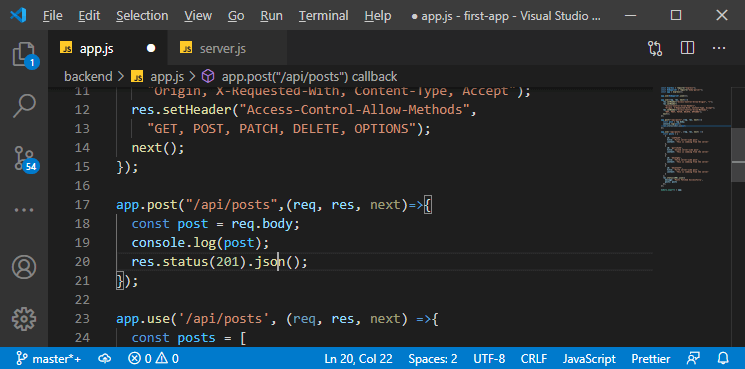 File Edit Selection View Go Run Terminal Help ● app.js - first-app - Visual Studio ...
JS app.js ● JS server.js ...
backend > JS app.js > app.post("/api/posts") callback
1
54
11 "Origin, X-Requested-With, Content-Type, Accept");
12 res.setHeader("Access-Control-Allow-Methods",
13 "GET, POST, PATCH, DELETE, OPTIONS");
14 next();
15 });
16
17 app.post("/api/posts",(req, res, next)=>{
18 const post = req.body;
19 console.log(post);
20 res.status(201).json();
21 });
22
23 app.use('/api/posts', (req, res, next) =>{
24 const posts = [
master*+ 0 0 Ln 20, Col 22 Spaces: 2 UTF-8 CRLF JavaScript Prettier